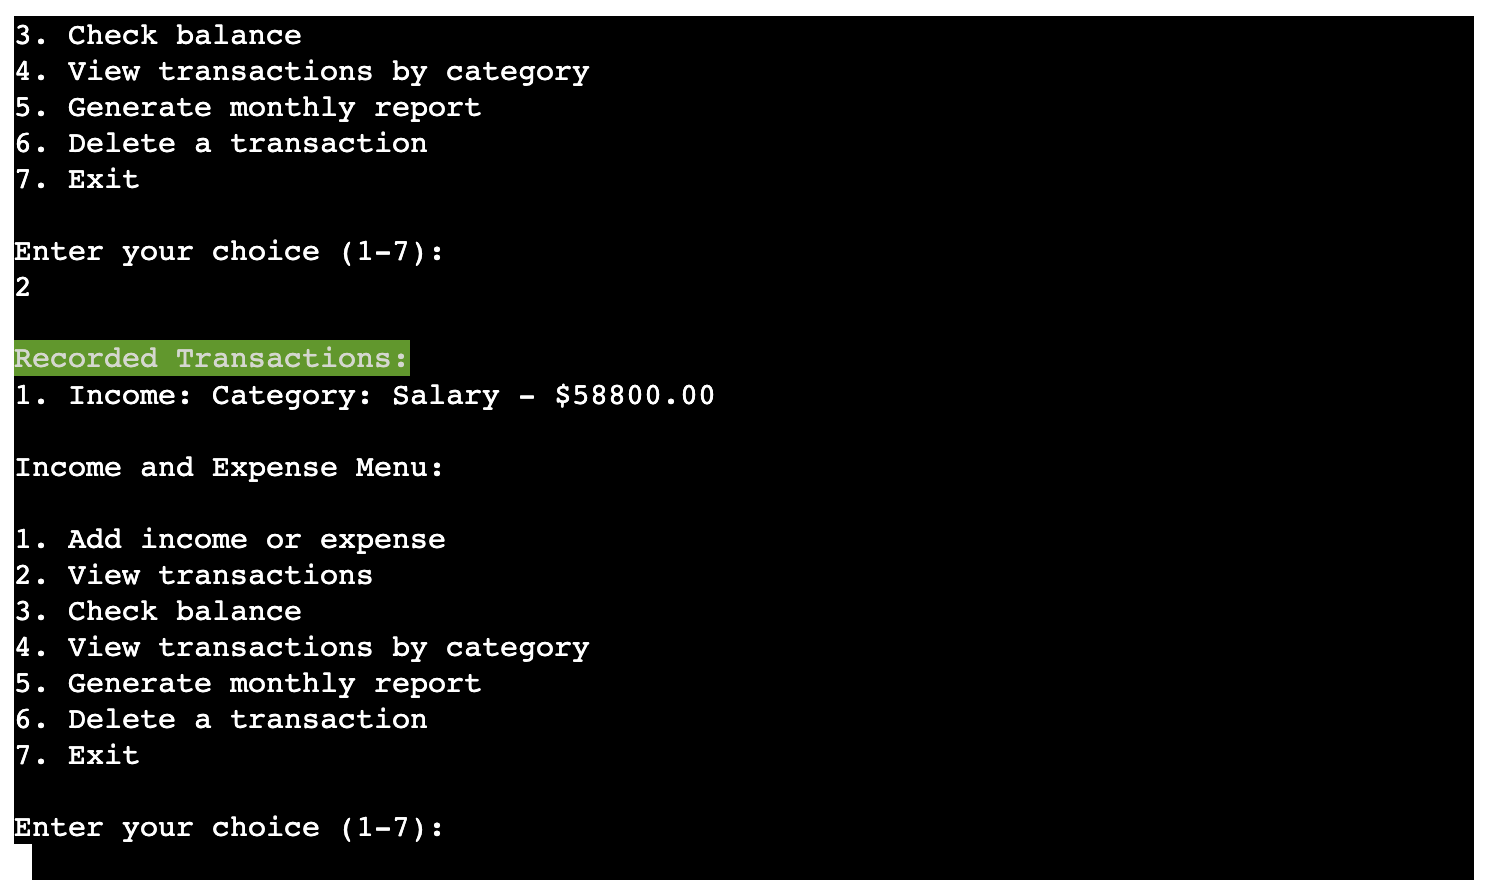 3. Check balance
4. View transactions by category
5. Generate monthly report
6. Delete a transaction
7. Exit
Enter your choice (1-7):
2
Recorded Transactions:
1. Income: Category: Salary - $58800.00
Income and Expense Menu:
1. Add income or expense
2. View transactions
3. Check balance
4. View transactions by category
5. Generate monthly report
6. Delete a transaction
7. Exit
Enter your choice (1-7):